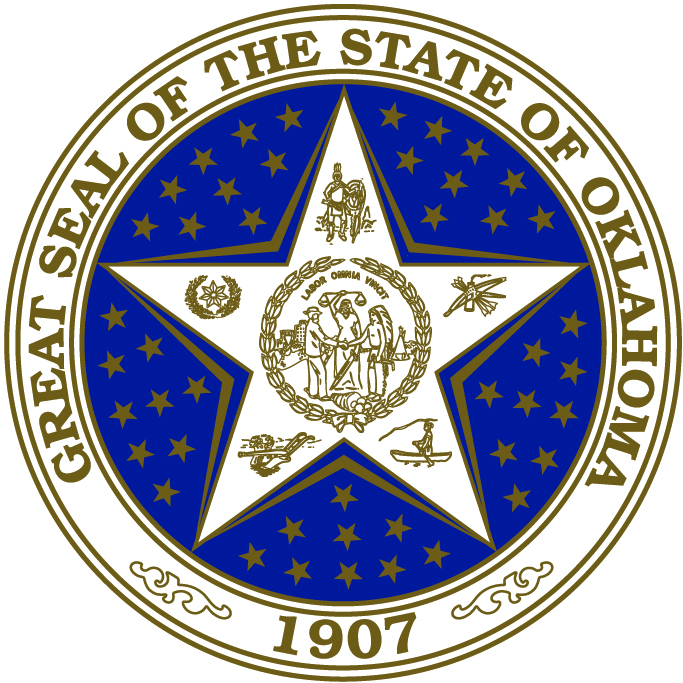 GREAT SEAL OF THE STATE OF OKLAHOMA
LABOR OMNIA VINCIT
1907